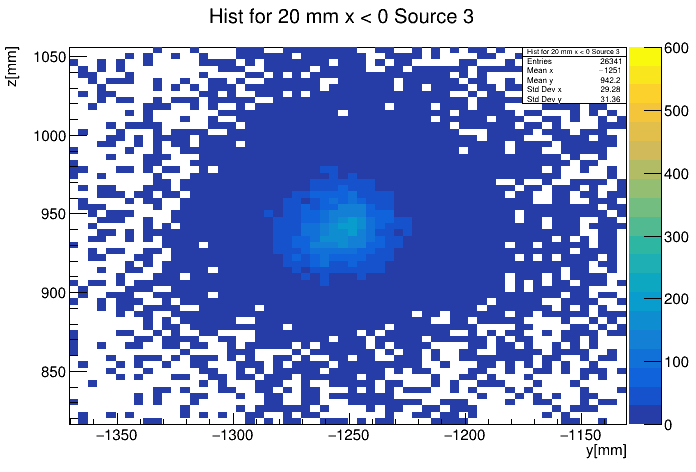 Hist for 20 mm x < 0 Source 3
z[mm]
Hist for 20 mm x < 0 Source 3
Entries 26341
Mean x −1251
Mean y 942.2
Std Dev x 29.28
Std Dev y 31.36
1050
1000
950
900
850
600
500
400
300
200
100
0
−1350 −1300 −1250 −1200 −1150
y[mm]